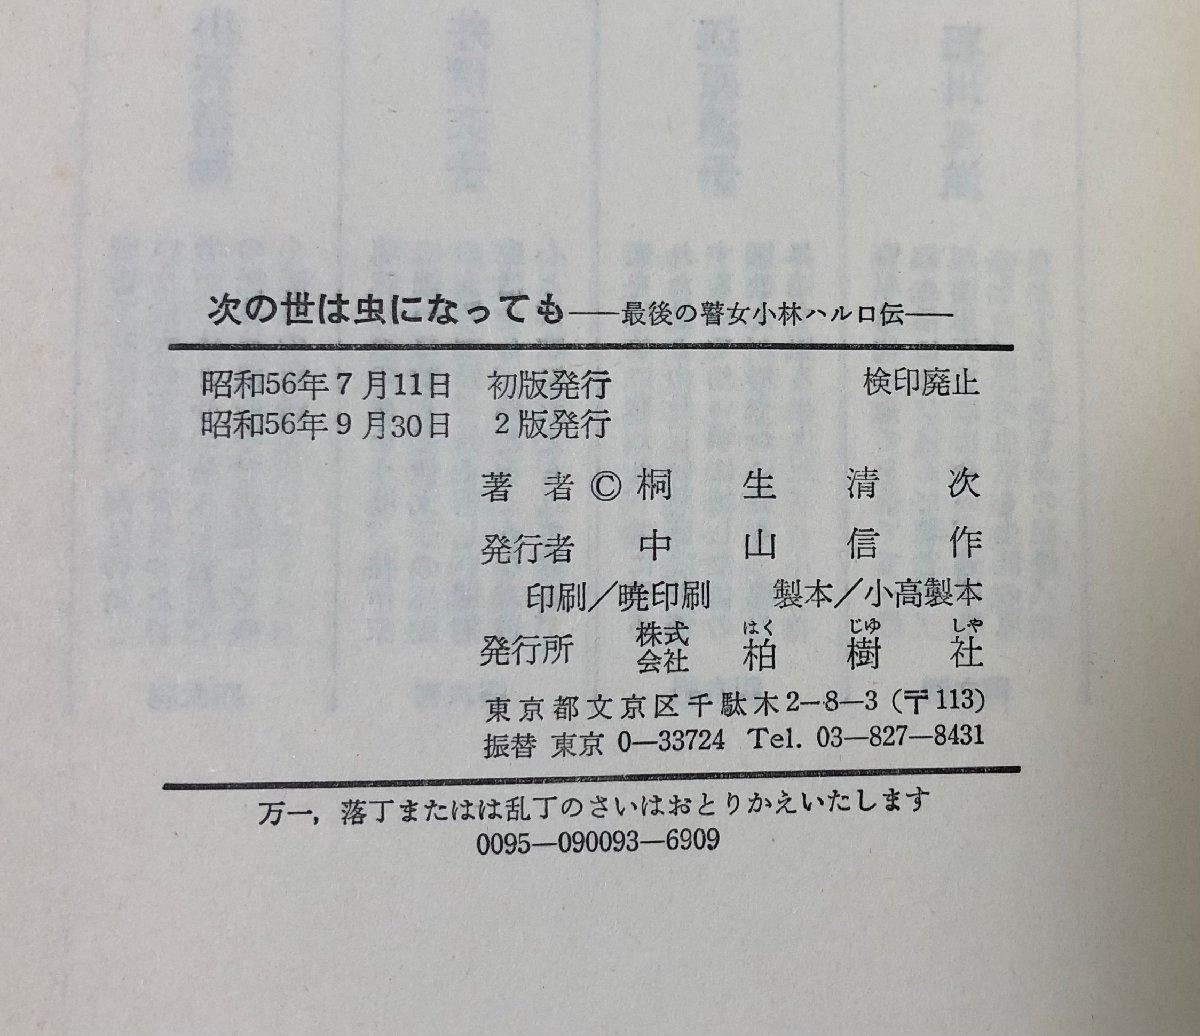 次の世は虫になっても――最後の瞽女小林ハルロ伝――
昭和56年7月11日 初版発行 検印廃止
昭和56年9月30日 2版発行
著者©桐生清次
発行者 中山信作
印刷／暁印刷 製本／小高製本
はく じゆ しや
発行所 株式会社 柏樹社
東京都文京区千駄木2―8―3 (〒113)
振替 東京 0―33724 Tel. 03―827―8431
万一，落丁またはは乱丁のさいはおとりかえいたします
0095―090093―6909